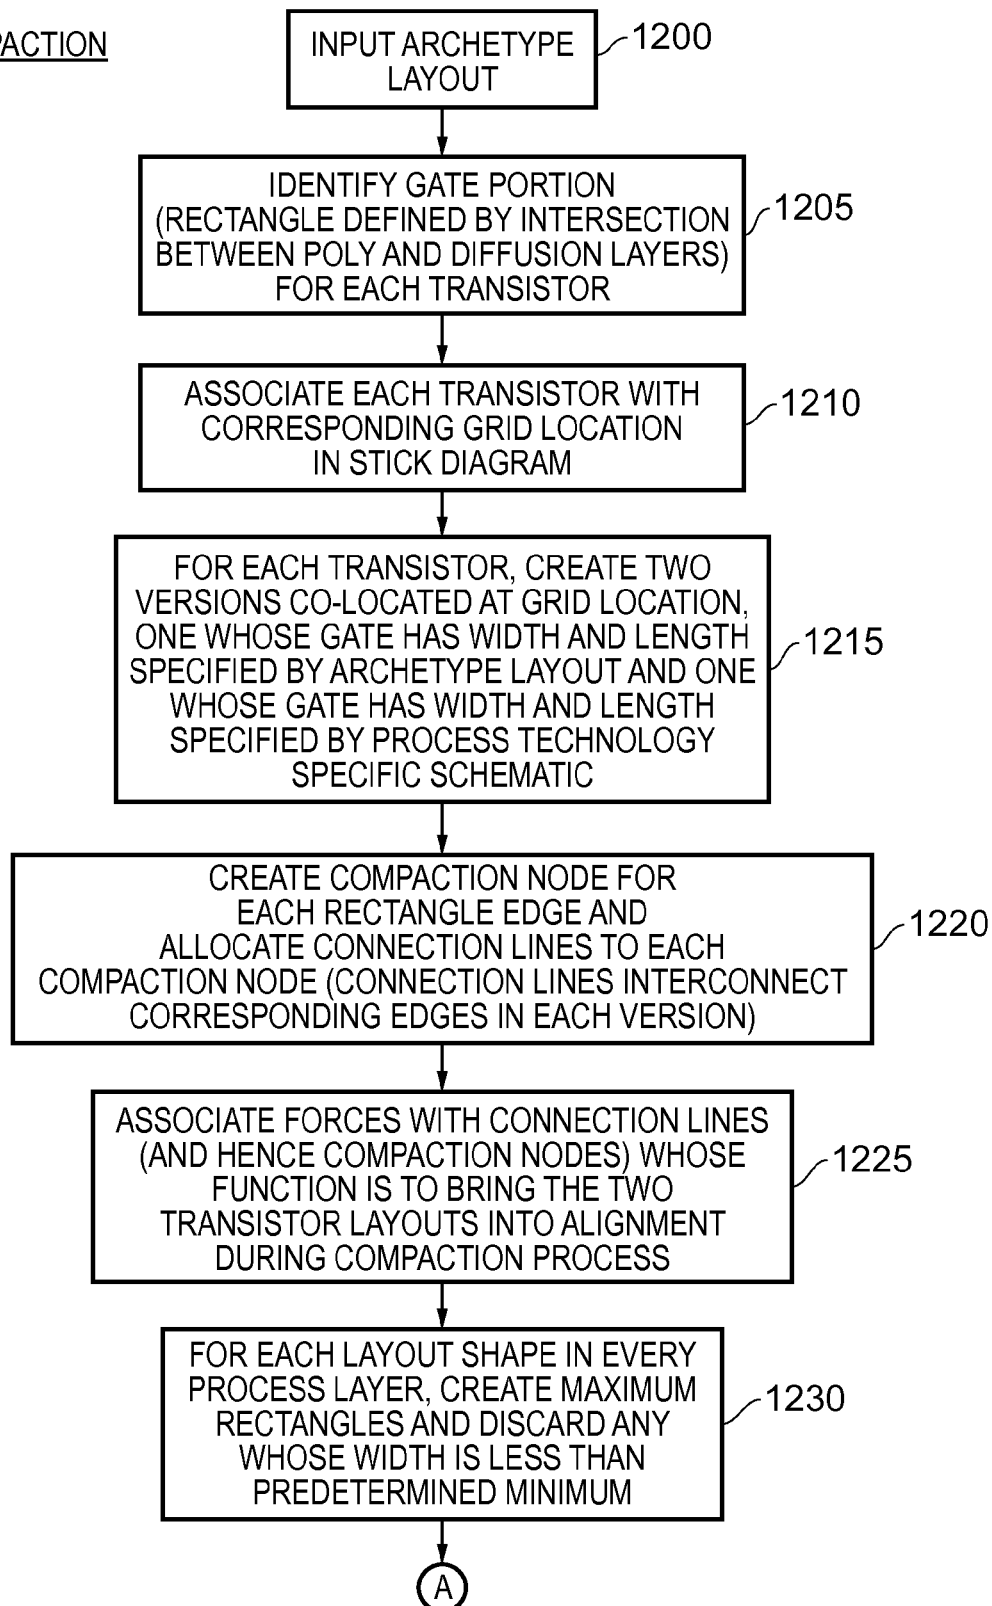 PACTION
INPUT ARCHETYPE
LAYOUT
1200
IDENTIFY GATE PORTION
(RECTANGLE DEFINED BY INTERSECTION
BETWEEN POLY AND DIFFUSION LAYERS)
FOR EACH TRANSISTOR
1205
ASSOCIATE EACH TRANSISTOR WITH
CORRESPONDING GRID LOCATION
IN STICK DIAGRAM
1210
FOR EACH TRANSISTOR, CREATE TWO
VERSIONS CO-LOCATED AT GRID LOCATION,
ONE WHOSE GATE HAS WIDTH AND LENGTH
SPECIFIED BY ARCHETYPE LAYOUT AND ONE
WHOSE GATE HAS WIDTH AND LENGTH
SPECIFIED BY PROCESS TECHNOLOGY
SPECIFIC SCHEMATIC
1215
CREATE COMPACTION NODE FOR
EACH RECTANGLE EDGE AND
ALLOCATE CONNECTION LINES TO EACH
COMPACTION NODE (CONNECTION LINES INTERCONNECT
CORRESPONDING EDGES IN EACH VERSION)
1220
ASSOCIATE FORCES WITH CONNECTION LINES
(AND HENCE COMPACTION NODES) WHOSE
FUNCTION IS TO BRING THE TWO
TRANSISTOR LAYOUTS INTO ALIGNMENT
DURING COMPACTION PROCESS
1225
FOR EACH LAYOUT SHAPE IN EVERY
PROCESS LAYER, CREATE MAXIMUM
RECTANGLES AND DISCARD ANY
WHOSE WIDTH IS LESS THAN
PREDETERMINED MINIMUM
1230
A